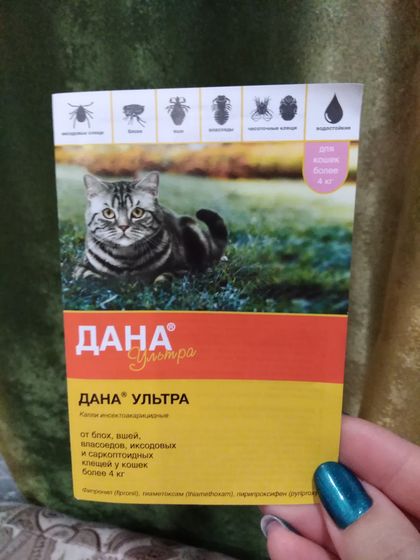 иксодовые клещи
блохи
вши
власоеды
чесоточные клещи
водостойкие
для
кошек
более
4 кг
ДАНА®
Ультра
ДАНА® УЛЬТРА
Капли инсектоакарицидные
от блох, вшей,
власоедов, иксодовых
и саркоптоидных
клещей у кошек
более 4 кг
Фипронил (fipronil), тиаметоксам (thiamethoxam), пирипроксифен (pyriprox